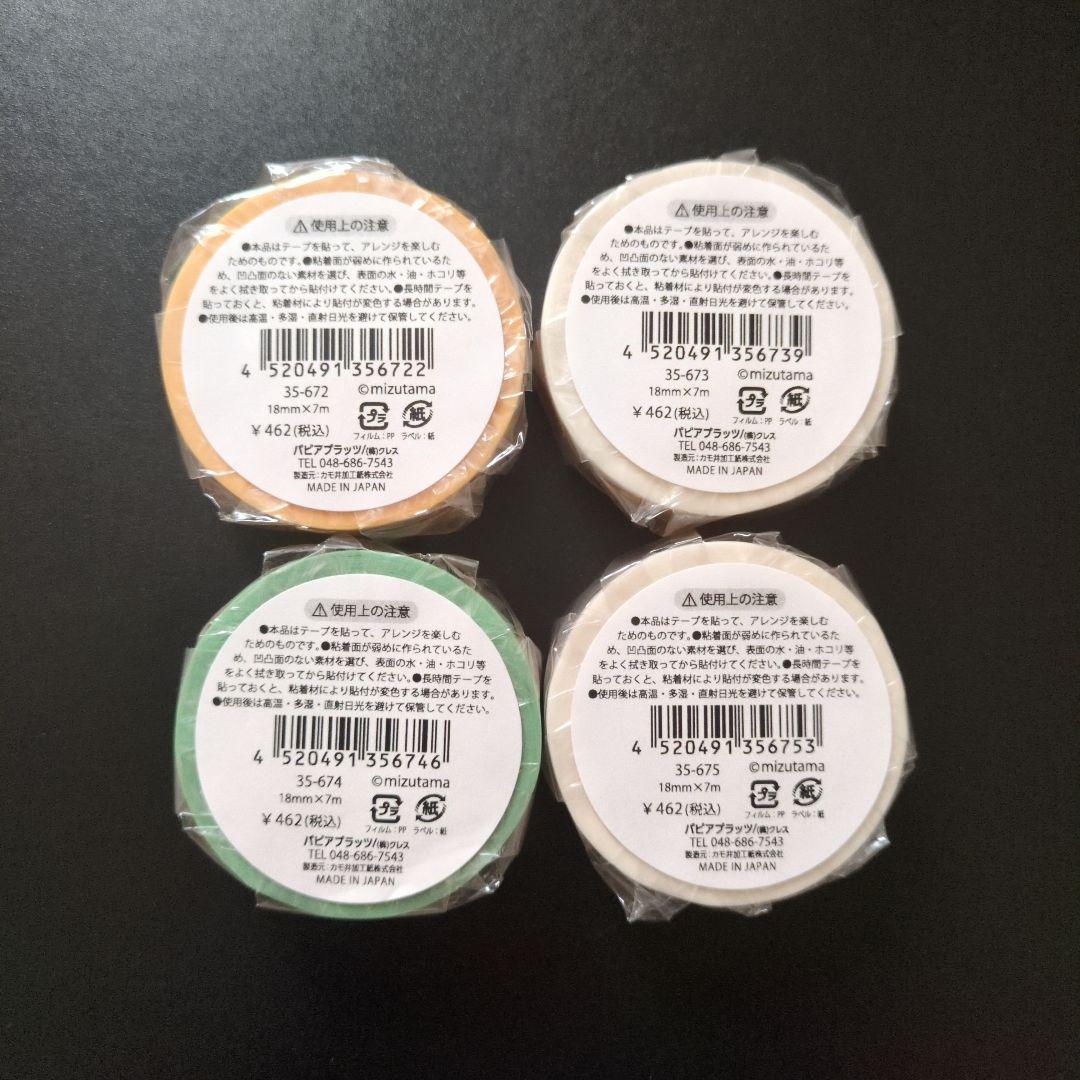 ⚠使用上の注意
●本品はテープを貼って、アレンジを楽しむ
ためのものです。●粘着面が弱めに作られているた
め、凹凸面のない素材を選び、表面の水・油・ホコリ等
をよく拭き取ってから貼付けてください。●長時間テープを
貼っておくと、粘着材により貼付が変色する場合があります。
●使用後は高温・多湿・直射日光を避けて保管してください。
4 520491 356722
35-672 ©mizutama
18mm×7m
プラ 紙
¥462(税込)
フィルム:PP ラベル:紙
パピアプラッツ/㈱クレス
TEL 048-686-7543
製造元:カモ井加工紙株式会社
MADE IN JAPAN
⚠使用上の注意
●本品はテープを貼って、アレンジを楽しむ
ためのものです。●粘着面が弱めに作られているた
め、凹凸面のない素材を選び、表面の水・油・ホコリ等
をよく拭き取ってから貼付けてください。●長時間テープを
貼っておくと、粘着材により貼付が変色する場合があります。
●使用後は高温・多湿・直射日光を避けて保管してください。
4 520491 356739
35-673 ©mizutama
18mm×7m
プラ 紙
¥462(税込)
フィルム:PP ラベル:紙
パピアプラッツ/㈱クレス
TEL 048-686-7543
製造元:カモ井加工紙株式会社
MADE IN JAPAN
⚠使用上の注意
●本品はテープを貼って、アレンジを楽しむ
ためのものです。●粘着面が弱めに作られているた
め、凹凸面のない素材を選び、表面の水・油・ホコリ等
をよく拭き取ってから貼付けてください。●長時間テープを
貼っておくと、粘着材により貼付が変色する場合があります。
●使用後は高温・多湿・直射日光を避けて保管してください。
4 520491 356746
35-674 ©mizutama
18mm×7m
プラ 紙
¥462(税込)
フィルム:PP ラベル:紙
パピアプラッツ/㈱クレス
TEL 048-686-7543
製造元:カモ井加工紙株式会社
MADE IN JAPAN
⚠使用上の注意
●本品はテープを貼って、アレンジを楽しむ
ためのものです。●粘着面が弱めに作られているた
め、凹凸面のない素材を選び、表面の水・油・ホコリ等
をよく拭き取ってから貼付けてください。●長時間テープを
貼っておくと、粘着材により貼付が変色する場合があります。
●使用後は高温・多湿・直射日光を避けて保管してください。
4 520491 356753
35-675 ©mizutama
18mm×7m
プラ 紙
¥462(税込)
フィルム:PP ラベル:紙
パピアプラッツ/㈱クレス
TEL 048-686-7543
製造元:カモ井加工紙株式会社
MADE IN JAPAN